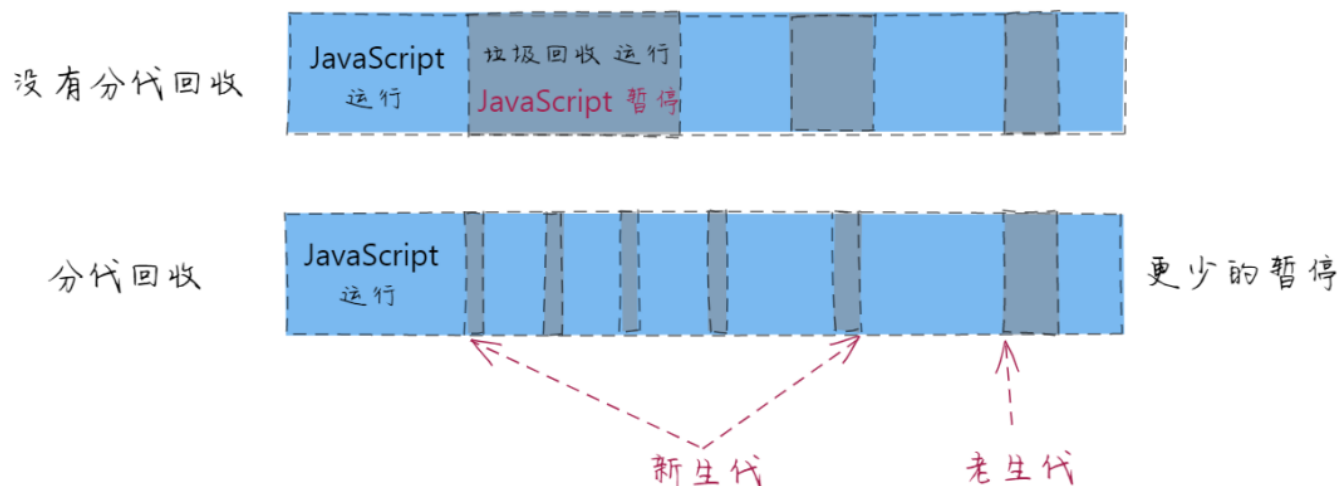 没有分代回收
JavaScript
运行
垃圾回收 运行
JavaScript 暂停
分代回收
JavaScript
运行
更少的暂停
新生代
老生代